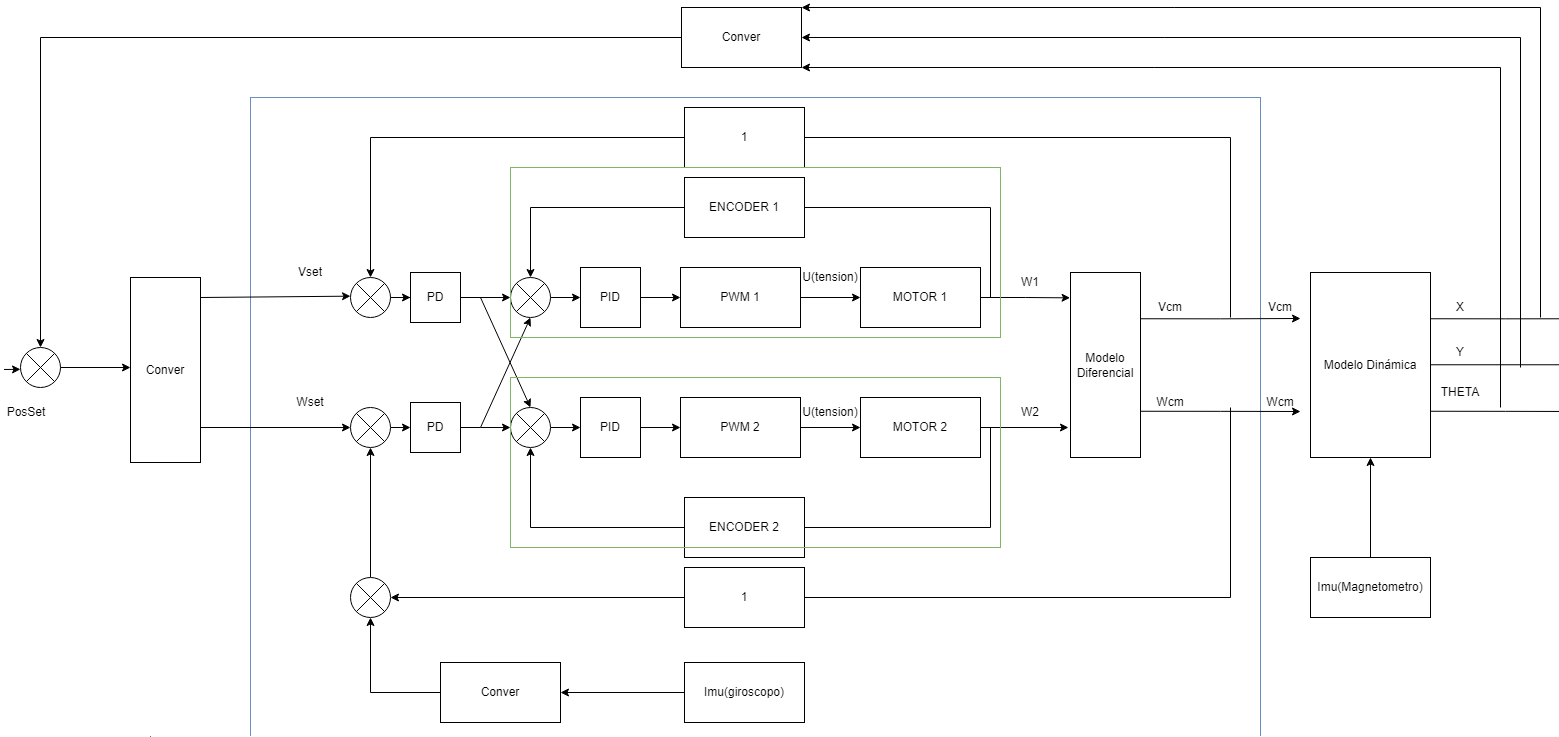 Conver
1
ENCODER 1
Vset
PD
PID
PWM 1
U(tension)
MOTOR 1
W1
Vcm
Vcm
X
Conver
Modelo
Diferencial
Modelo Dinámica
Y
PosSet
Wset
PD
PID
PWM 2
U(tension)
MOTOR 2
W2
Wcm
Wcm
THETA
ENCODER 2
1
Imu(Magnetometro)
Conver
Imu(giroscopo)